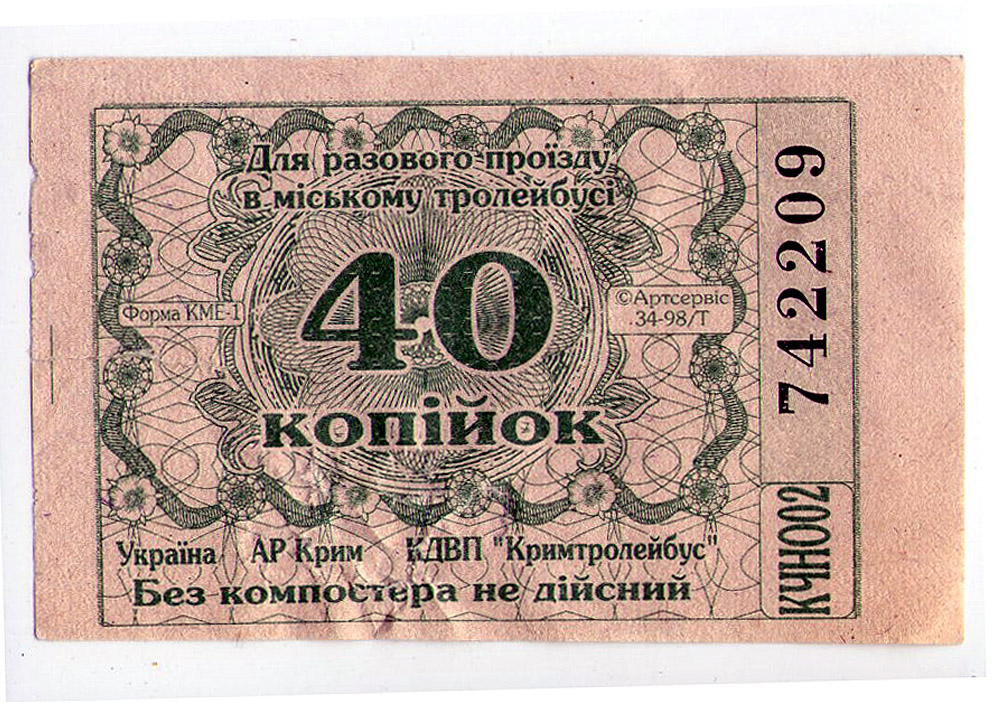 Для разового проїзду
в міському тролейбусі
40
копійок
Форма КМЕ-1
©Артсервіс
34-98/Т
Україна АР Крим КДВП "Кримтролейбус"
Без компостера не дійсний
742209
КЧН002